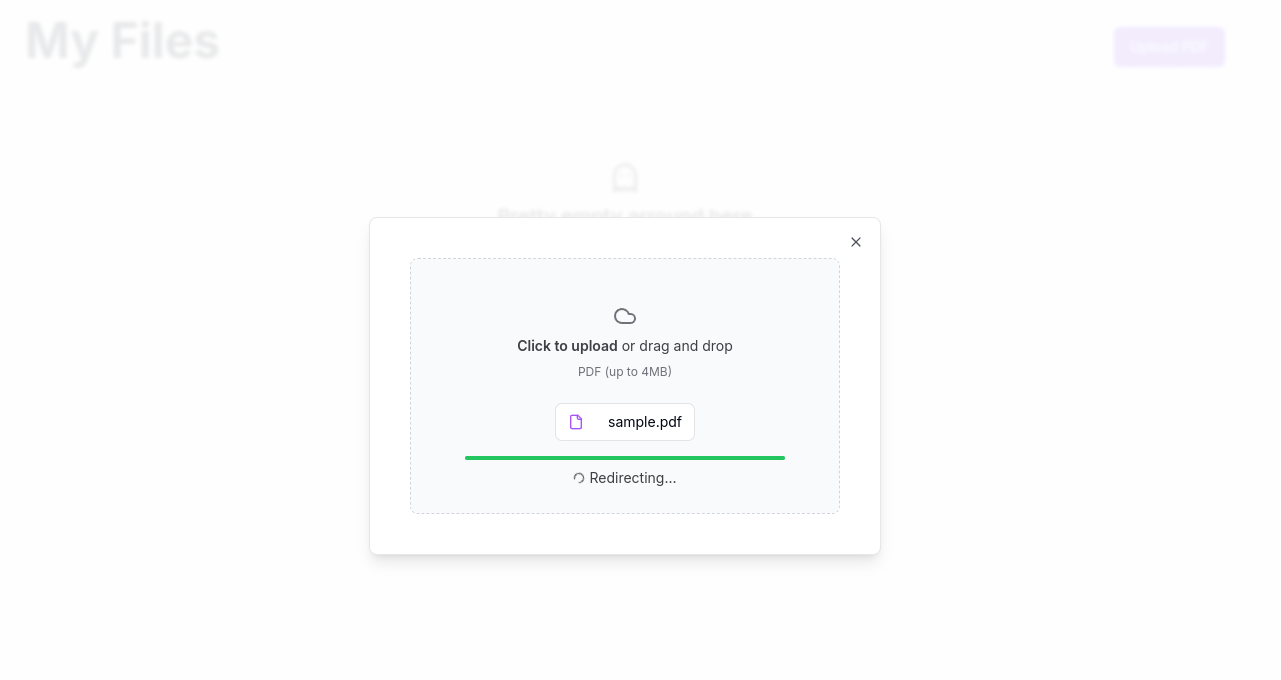 My Files
Upload PDF
Pretty empty around here
Click to upload or drag and drop
PDF (up to 4MB)
sample.pdf
Redirecting...